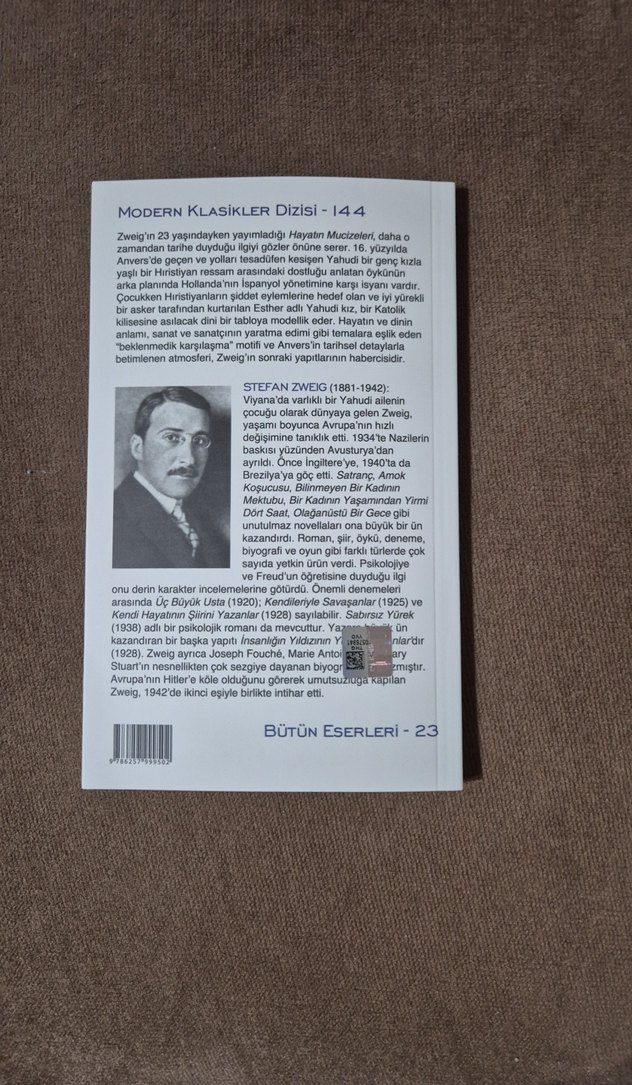 MODERN KLASİKLER DİZİSİ - 144
Zweig’ın 23 yaşındayken yayımladığı Hayatın Mucizeleri, daha o
zamandan tarihe duyduğu ilgiyi gözler önüne serer. 16. yüzyılda
Anvers’de geçen ve yolları tesadüfen kesişen Yahudi bir genç kızla
yaşlı bir Hıristiyan ressam arasındaki dostluğu anlatan öykünün
arka planında Hollanda’nın İspanyol yönetimine karşı isyanı vardır.
Çocukken Hıristiyanların şiddet eylemlerine hedef olan ve iyi yürekli
bir asker tarafından kurtarılan Esther adlı Yahudi kız, bir Katolik
kilisesine asılacak dini bir tabloya modellik eder. Hayatın ve dinin
anlamı, sanat ve sanatçının yaratma edimi gibi temalara eşlik eden
“beklenmedik karşılaşma” motifi ve Anvers’in tarihsel detaylarla
betimlenen atmosferi, Zweig’ın sonraki yapıtlarının habercisidir.
STEFAN ZWEIG (1881-1942):
Viyana’da varlıklı bir Yahudi ailenin
çocuğu olarak dünyaya gelen Zweig,
yaşamı boyunca Avrupa’nın hızlı
değişimine tanıklık etti. 1934’te Nazilerin
baskısı yüzünden Avusturya’dan
ayrıldı. Önce İngiltere’ye, 1940’ta da
Brezilya’ya göç etti. Satranç, Amok
Koşucusu, Bilinmeyen Bir Kadının
Mektubu, Bir Kadının Yaşamından Yirmi
Dört Saat, Olağanüstü Bir Gece gibi
unutulmaz novellaları ona büyük bir ün
kazandırdı. Roman, şiir, öykü, deneme,
biyografi ve oyun gibi farklı türlerde çok
sayıda yetkin ürün verdi. Psikolojiye
ve Freud’un öğretisine duyduğu ilgi
onu derin karakter incelemelerine götürdü. Önemli denemeleri
arasında Üç Büyük Usta (1920); Kendileriyle Savaşanlar (1925) ve
Kendi Hayatının Şiirini Yazanlar (1928) sayılabilir. Sabırsız Yürek
(1938) adlı bir psikolojik romanı da mevcuttur. ün
kazandıran bir başka yapıtı İnsanlığın Yıldızının
(1928). Zweig ayrıca Joseph Fouché, Marie
Stuart’ın nesnellikten çok sezgiye dayanan
Avrupa’nın Hitler’e köle olduğunu görerek umutsuzluğa kapılan
Zweig, 1942’de ikinci eşiyle birlikte intihar etti.
BÜTÜN ESERLERİ - 23
9 786257 999502